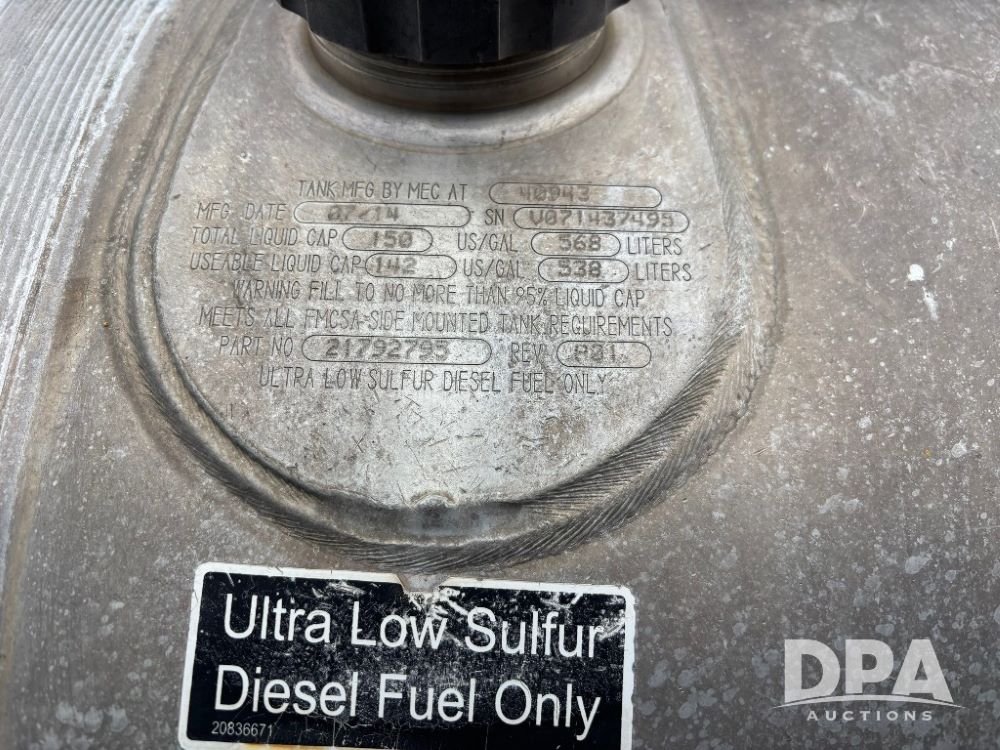 TANK MFG BY MEC AT 40943
MFG DATE 07/14 SN V071437495
TOTAL LIQUID CAP 150 US/GAL 568 LITERS
USEABLE LIQUID CAP 142 US/GAL 538 LITERS
WARNING FILL TO NO MORE THAN 95% LIQUID CAP
MEETS ALL FMCSA SIDE MOUNTED TANK REQUIREMENTS
PART NO 21792795 REV P01
ULTRA LOW SULFUR DIESEL FUEL ONLY
Ultra Low Sulfur
Diesel Fuel Only
20836671
DPA
AUCTIONS